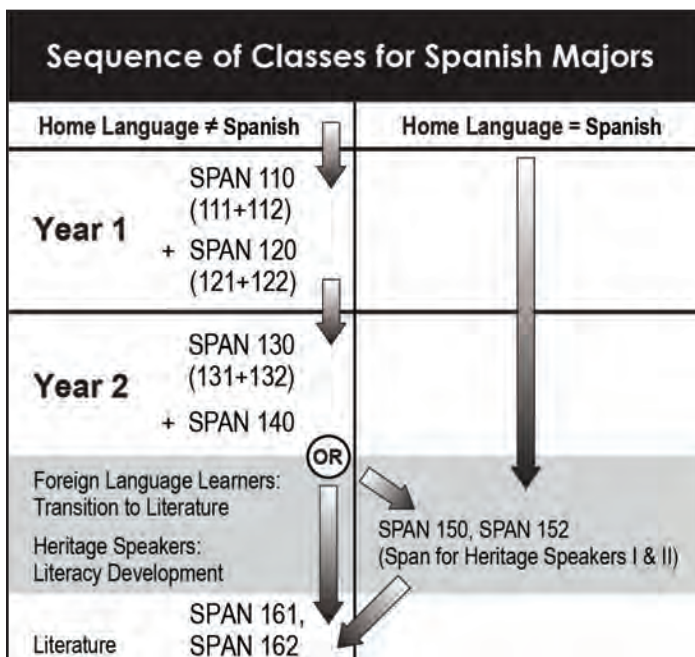 Sequence of Classes for Spanish Majors
Home Language ≠ Spanish
Home Language = Spanish
Year 1
SPAN 110
(111+112)
+ SPAN 120
(121+122)
Year 2
SPAN 130
(131+132)
+ SPAN 140
OR
Foreign Language Learners:
Transition to Literature
Heritage Speakers:
Literacy Development
SPAN 150, SPAN 152
(Span for Heritage Speakers I & II)
Literature
SPAN 161,
SPAN 162